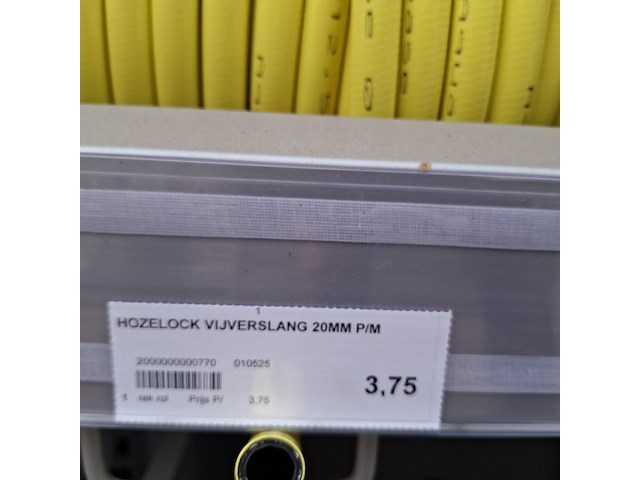 1
HOZELOCK VIJVERSLANG 20MM P/M
2000000000770 010525
3,75
1 rek rol Prijs P/ 3,75